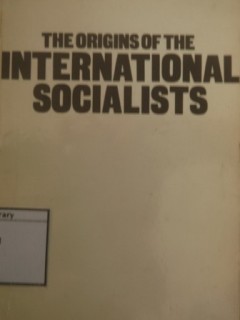 THE ORIGINS OF THE
INTERNATIONAL
SOCIALISTS